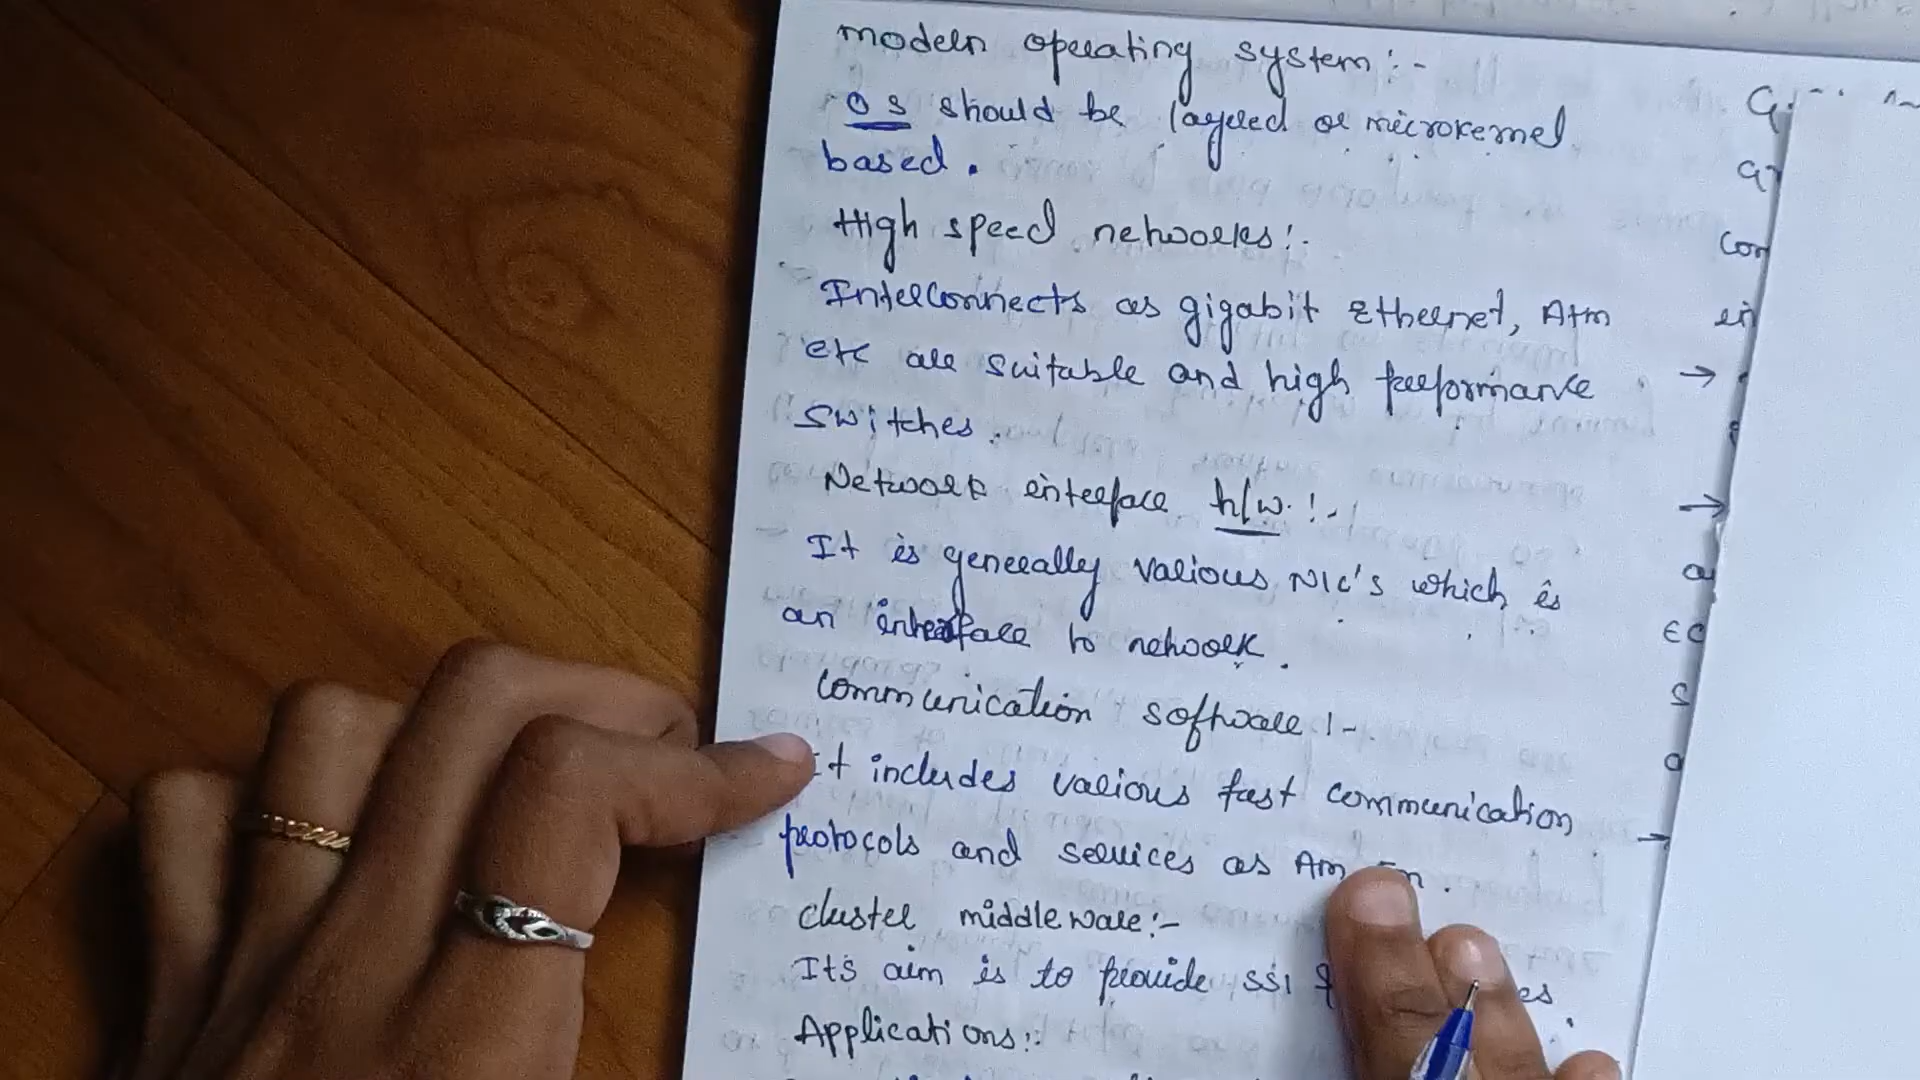 modern operating system:-
OS should be layered or microkernel
based.
High speed networks:-
Interconnects as gigabit Ethernet, Atm
etc are suitable and high performance
Switches.
Network interface h/w:-
It is generally various NIC's which is
an interface to network.
Communication software:-
It includes various fast communication
protocols and services as Am
cluster middleware:-
Its aim is to provide SSI
Applications:-